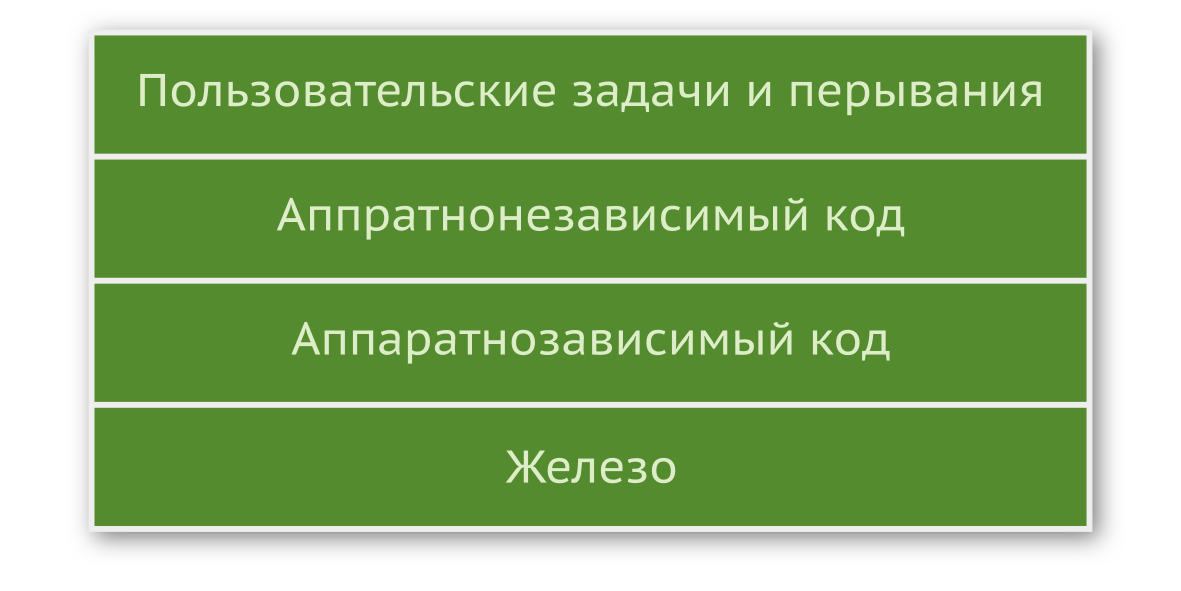 Пользовательские задачи и перывания
Аппратнонезависимый код
Аппаратнозависимый код
Железо